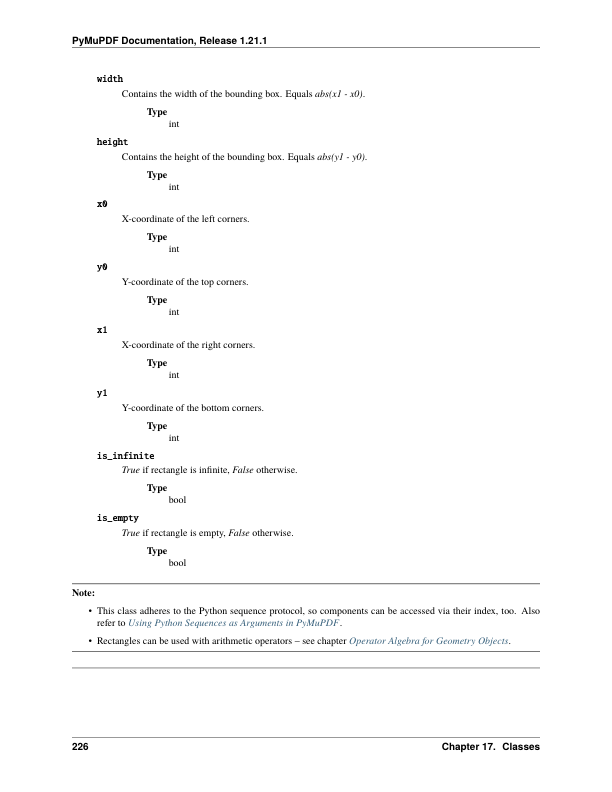 PyMuPDF Documentation, Release 1.21.1
width
Contains the width of the bounding box. Equals abs(x1 - x0).
Type
int
height
Contains the height of the bounding box. Equals abs(y1 - y0).
Type
int
x0
X-coordinate of the left corners.
Type
int
y0
Y-coordinate of the top corners.
Type
int
x1
X-coordinate of the right corners.
Type
int
y1
Y-coordinate of the bottom corners.
Type
int
is_infinite
True if rectangle is infinite, False otherwise.
Type
bool
is_empty
True if rectangle is empty, False otherwise.
Type
bool
Note:
• This class adheres to the Python sequence protocol, so components can be accessed via their index, too. Also
refer to Using Python Sequences as Arguments in PyMuPDF.
• Rectangles can be used with arithmetic operators – see chapter Operator Algebra for Geometry Objects.
226 Chapter 17. Classes